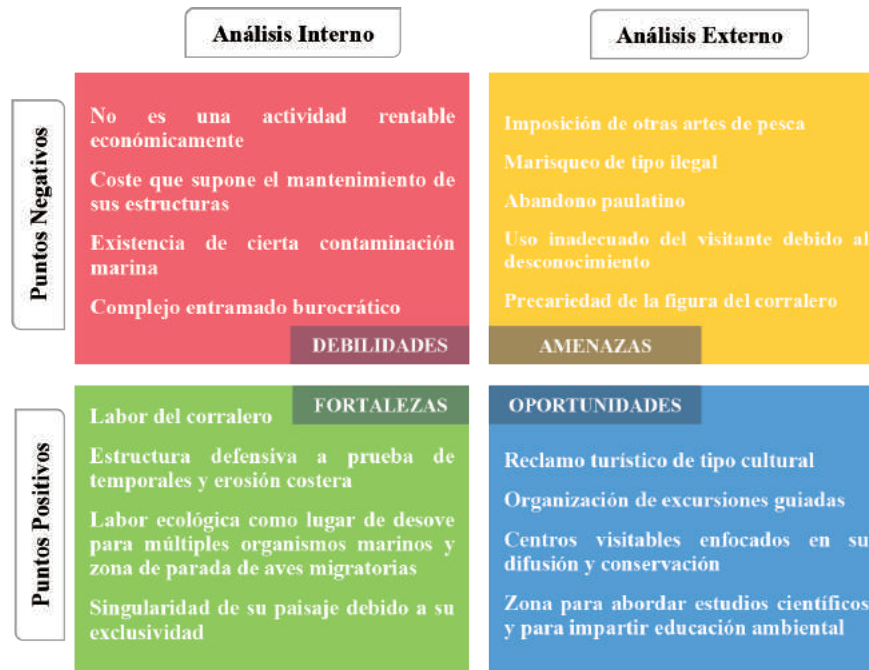 Análisis Interno
Análisis Externo
Puntos Negativos
No es una actividad rentable
económicamente
Coste que supone el mantenimiento de
sus estructuras
Existencia de cierta contaminación
marina
Complejo entramado burocrático
DEBILIDADES
Imposición de otras artes de pesca
Marisqueo de tipo ilegal
Abandono paulatino
Uso inadecuado del visitante debido al
desconocimiento
Precariedad de la figura del corralero
AMENAZAS
Puntos Positivos
FORTALEZAS
Labor del corralero
Estructura defensiva a prueba de
temporales y erosión costera
Labor ecológica como lugar de desove
para múltiples organismos marinos y
zona de parada de aves migratorias
Singularidad de su paisaje debido a su
exclusividad
OPORTUNIDADES
Reclamo turístico de tipo cultural
Organización de excursiones guiadas
Centros visitables enfocados en su
difusión y conservación
Zona para abordar estudios científicos
y para impartir educación ambiental